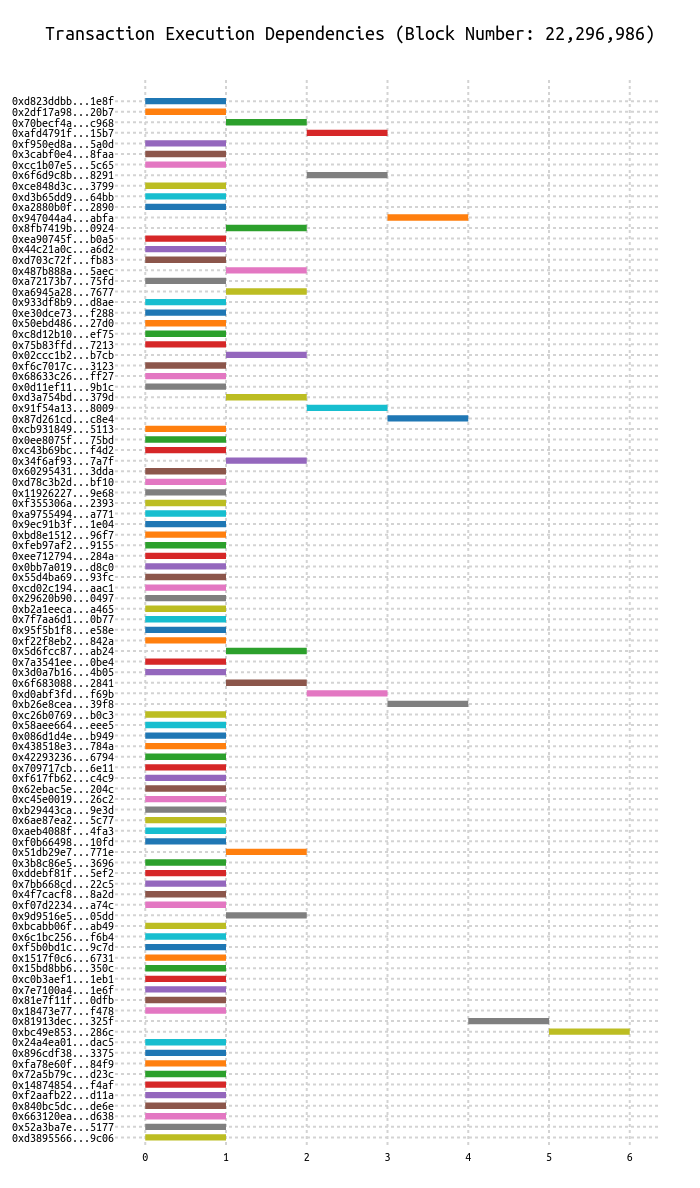 Transaction Execution Dependencies (Block Number: 22,296,986)
0xd823ddbb...1e8f
0x2df17a98...20b7
0x70becf4a...c968
0xafd4791f...15b7
0xf950ed8a...5a0d
0x3cabf0e4...8faa
0xcc1b07e5...5c65
0x6f6d9c8b...8291
0xce848d3c...3799
0xd3b65dd9...64bb
0xa2880b0f...2890
0x947044a4...abfa
0x8fb7419b...0924
0xea90745f...b0a5
0x44c21a0c...a6d2
0xd703c72f...fb83
0x487b888a...5aec
0xa72173b7...75fd
0xa6945a28...7677
0x933df8b9...d8ae
0xe30dce73...f288
0x50ebd486...27d0
0xc8d12b10...ef75
0x75b83ffd...7213
0x02ccc1b2...b7cb
0xf6c7017c...3123
0x68633c26...ff27
0x0d11ef11...9b1c
0xd3a754bd...379d
0x91f54a13...8009
0x87d261cd...c8e4
0xcb931849...5113
0x0ee8075f...75bd
0xc43b69bc...f4d2
0x34f6af93...7a7f
0x60295431...3dda
0xd78c3b2d...bf10
0x11926227...9e68
0xf355306a...2393
0xa9755494...a771
0x9ec91b3f...1e04
0xbd8e1512...96f7
0xfeb97af2...9155
0xee712794...284a
0x0bb7a019...d8c0
0x55d4ba69...93fc
0xcd02c194...aac1
0x29620b90...0497
0xb2a1eeca...a465
0x7f7aa6d1...0b77
0x95f5b1f8...e58e
0xf22f8eb2...842a
0x5d6fcc87...ab24
0x7a3541ee...0be4
0x3d0a7b16...4b05
0x6f683088...2841
0xd0abf3fd...f69b
0xb26e8cea...39f8
0xc26b0769...b0c3
0x58aee664...eee5
0x086d1d4e...b949
0x438518e3...784a
0x42293236...6794
0x709717cb...6e11
0xf617fb62...c4c9
0x62ebac5e...204c
0xc45e0019...26c2
0xb29443ca...9e3d
0x6ae87ea2...5c77
0xaeb4088f...4fa3
0xf0b66498...10fd
0x51db29e7...771e
0x3b8c86e5...3696
0xddebf81f...5ef2
0x7bb668cd...22c5
0x4f7cacf8...8a2d
0xf07d2234...a74c
0x9d9516e5...05dd
0xbcabb06f...ab49
0x6c1bc256...f6b4
0xf5b0bd1c...9c7d
0x1517f0c6...6731
0x15bd8bb6...350c
0xc0b3aef1...1eb1
0x7e7100a4...1e6f
0x81e7f11f...0dfb
0x18473e77...f478
0x81913dec...325f
0xbc49e853...286c
0x24a4ea01...dac5
0x896cdf38...3375
0xfa78e60f...84f9
0x72a5b79c...d23c
0x14874854...f4af
0xf2aafb22...d11a
0x840bc5dc...de6e
0x663120ea...d638
0x52a3ba7e...5177
0xd3895566...9c06
0 1 2 3 4 5 6